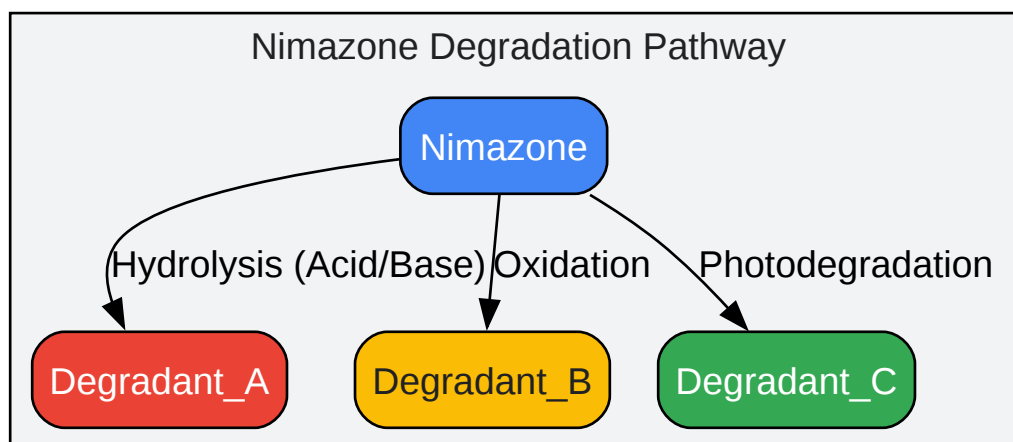 Nimazone Degradation Pathway
Nimazone
Hydrolysis (Acid/Base) Oxidation Photodegradation
Degradant_A Degradant_B Degradant_C